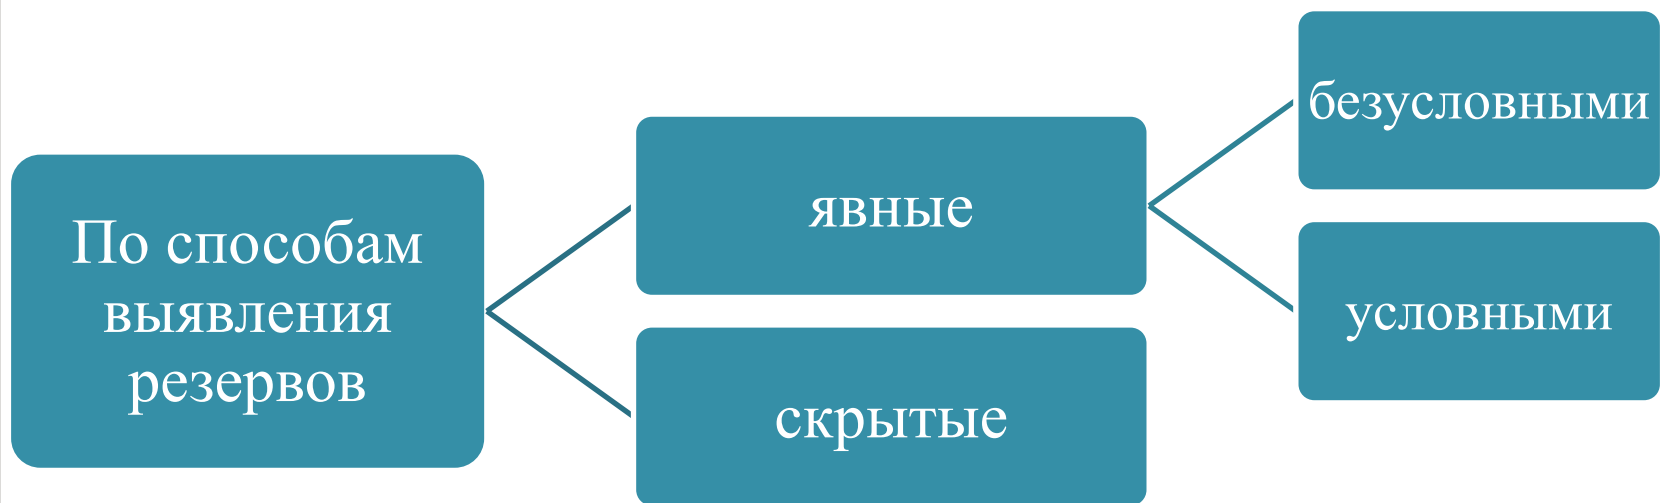 По способам
выявления
резервов
явные
скрытые
безусловными
условными